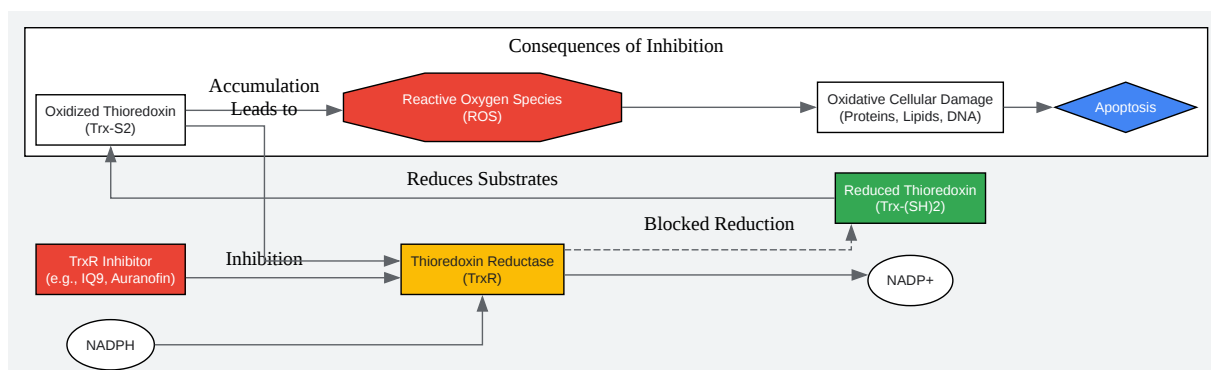 Consequences of Inhibition
Accumulation
Leads to
Oxidized Thioredoxin
(Trx-S2)
Reactive Oxygen Species
(ROS)
Oxidative Cellular Damage
(Proteins, Lipids, DNA)
Apoptosis
Reduces Substrates
Reduced Thioredoxin
(Trx-(SH)2)
Blocked Reduction
TrxR Inhibitor
(e.g., IQ9, Auranofin)
Inhibition
Thioredoxin Reductase
(TrxR)
NADP+
NADPH